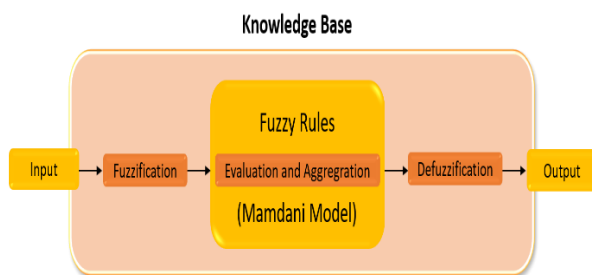 Knowledge Base
Fuzzy Rules
Input
Fuzzification
Evaluation and Aggregration
Defuzzification
Output
(Mamdani Model)